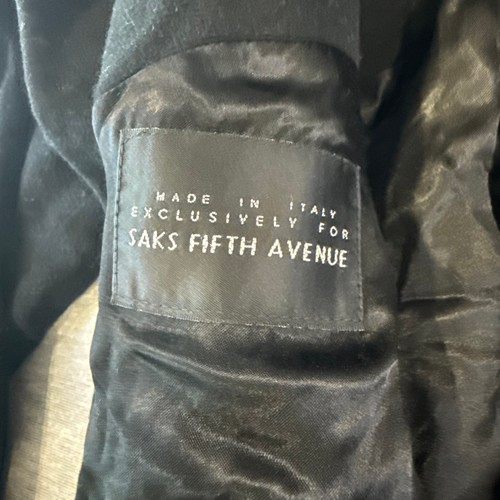 MADE IN ITALY
EXCLUSIVELY FOR
SAKS FIFTH AVENUE